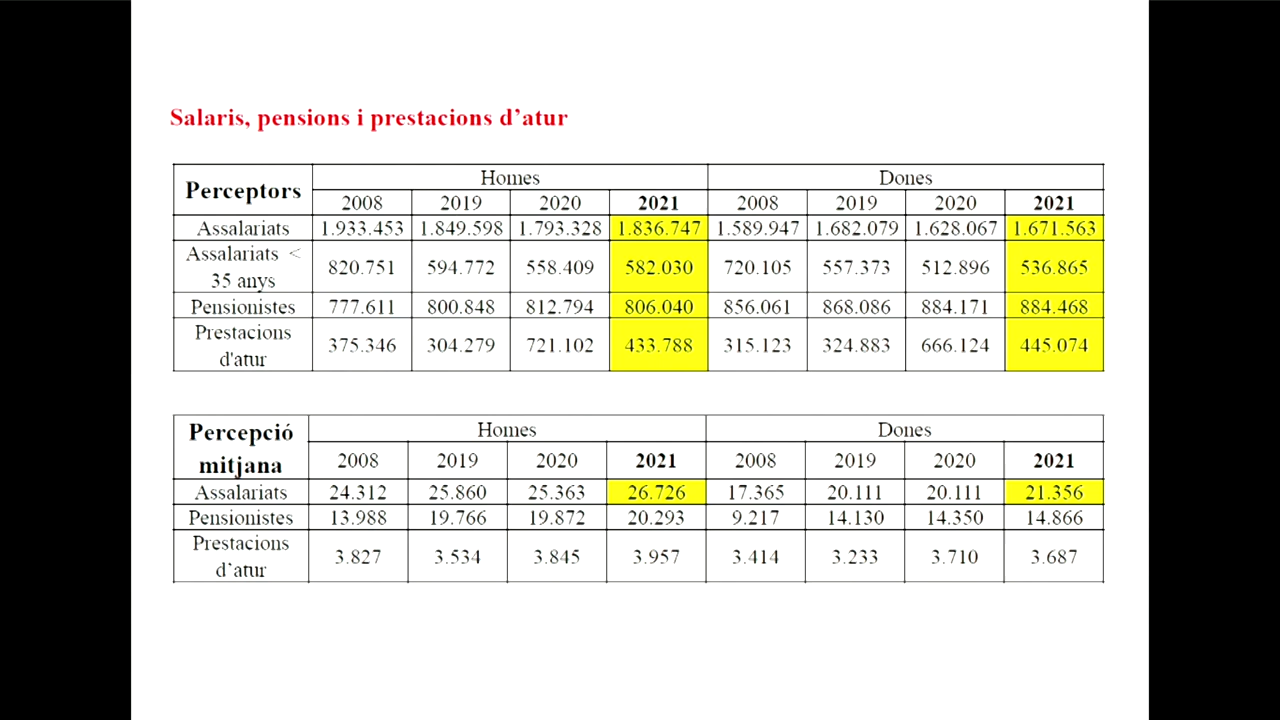 Salaris, pensions i prestacions d’atur
Perceptors Homes Dones
2008 2019 2020 2021 2008 2019 2020 2021
Assalariats 1.933.453 1.849.598 1.793.328 1.836.747 1.589.947 1.682.079 1.628.067 1.671.563
Assalariats <
35 anys 820.751 594.772 558.409 582.030 720.105 557.373 512.896 536.865
Pensionistes 777.611 800.848 812.794 806.040 856.061 868.086 884.171 884.468
Prestacions
d'atur 375.346 304.279 721.102 433.788 315.123 324.883 666.124 445.074
Percepció
mitjana Homes Dones
2008 2019 2020 2021 2008 2019 2020 2021
Assalariats 24.312 25.860 25.363 26.726 17.365 20.111 20.111 21.356
Pensionistes 13.988 19.766 19.872 20.293 9.217 14.130 14.350 14.866
Prestacions
d’atur 3.827 3.534 3.845 3.957 3.414 3.233 3.710 3.687